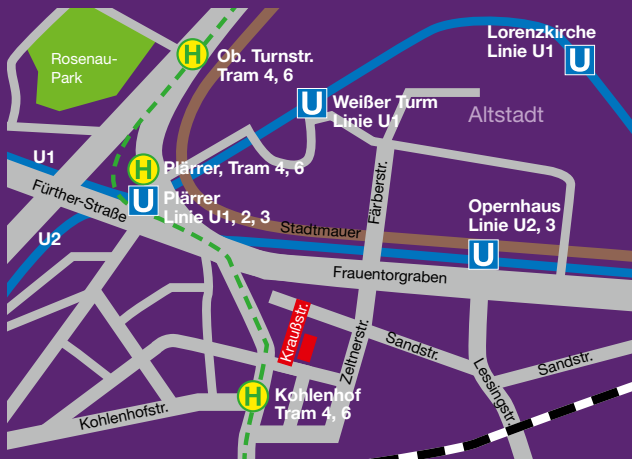 Lorenzkirche
Linie U1
H
Ob. Turnstr.
Tram 4, 6
Rosenau-
Park
U
U
Weißer Turm
Linie U1
Altstadt
U1
H
Plärrer, Tram 4, 6
Fürther-Straße
U
Plärrer
Linie U1, 2, 3
Färberstr.
Opernhaus
Linie U2, 3
U2
Stadtmauer
U
Frauentorgraben
Kraußstr.
Zeltnerstr.
Sandstr.
Sandstr.
Lessingstr.
H
Kohlenhof
Tram 4, 6
Kohlenhofstr.